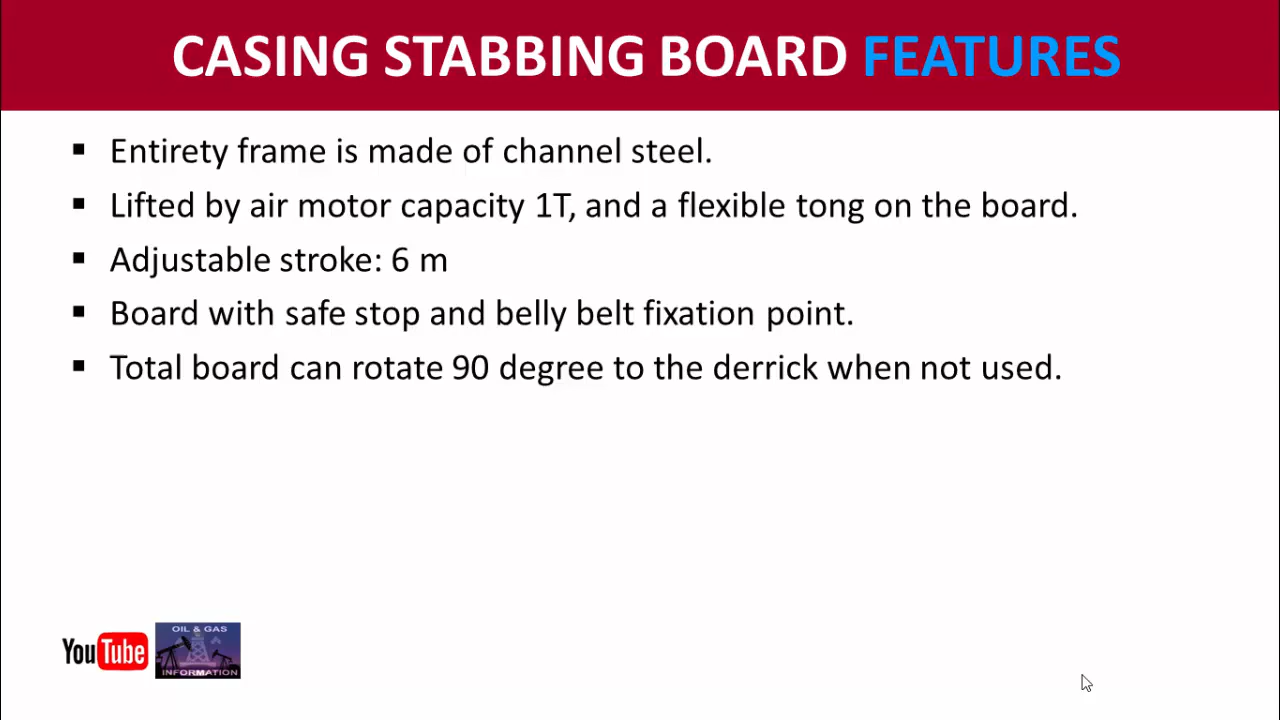 CASING STABBING BOARD FEATURES
▪ Entirety frame is made of channel steel.
▪ Lifted by air motor capacity 1T, and a flexible tong on the board.
▪ Adjustable stroke: 6 m
▪ Board with safe stop and belly belt fixation point.
▪ Total board can rotate 90 degree to the derrick when not used.
YouTube
OIL & GAS
INFORMATION